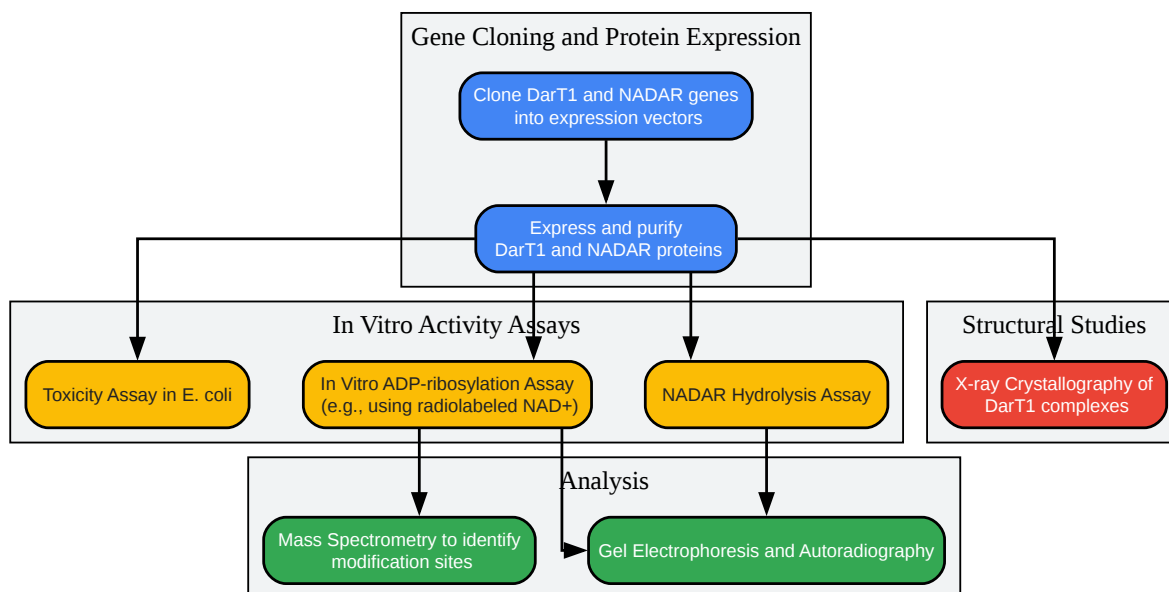 Gene Cloning and Protein Expression
Clone DarT1 and NADAR genes
into expression vectors
Express and purify
DarT1 and NADAR proteins
In Vitro Activity Assays
Structural Studies
Toxicity Assay in E. coli
In Vitro ADP-ribosylation Assay
(e.g., using radiolabeled NAD+)
NADAR Hydrolysis Assay
X-ray Crystallography of
DarT1 complexes
Analysis
Mass Spectrometry to identify
modification sites
Gel Electrophoresis and Autoradiography